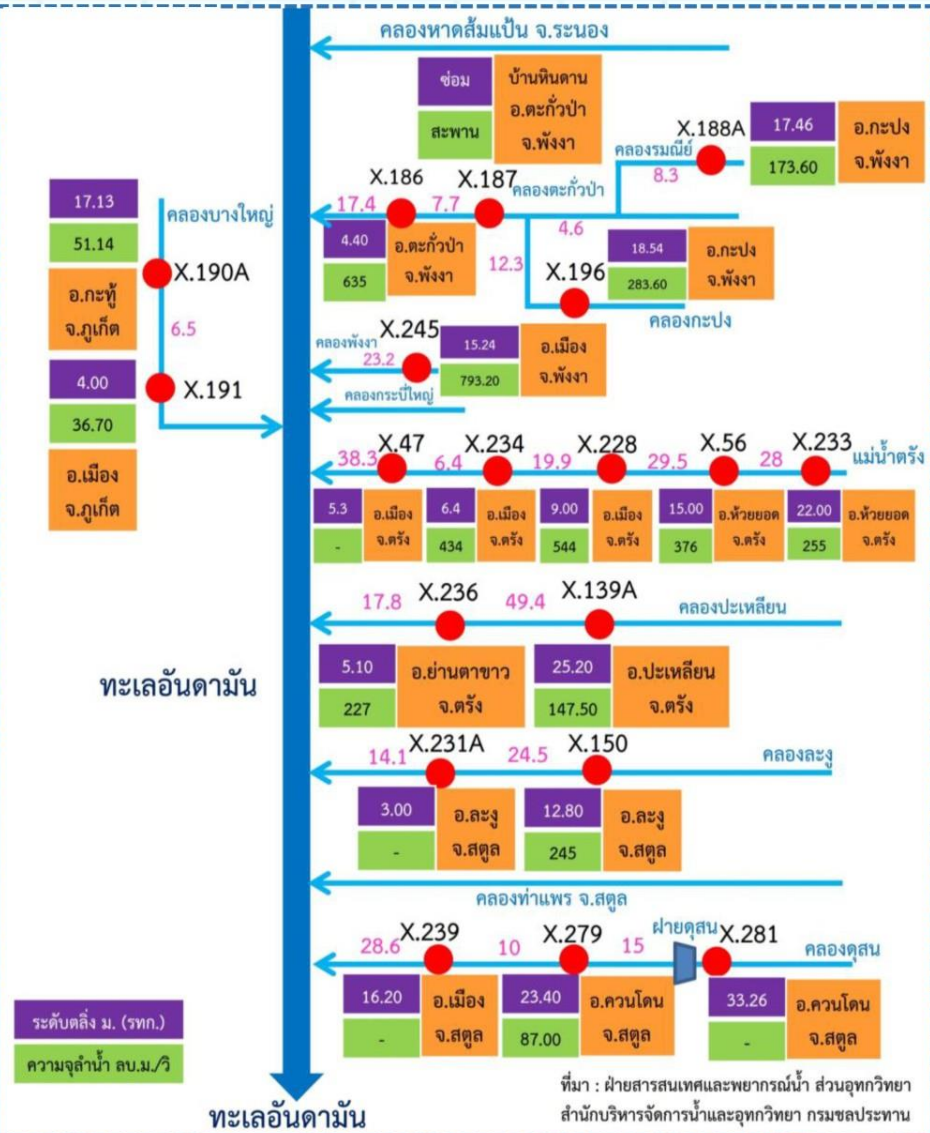 คลองหาดส้มแป้น จ.ระนอง
ซ่อม
สะพาน
บ้านหินดาน
อ.ตะกั่วป่า
จ.พังงา
X.188A
17.46
173.60
อ.กะปง
จ.พังงา
คลองรมณีย์
8.3
X.186
X.187
คลองตะกั่วป่า
17.4
7.7
4.6
4.40
635
อ.ตะกั่วป่า
จ.พังงา
12.3
X.196
18.54
283.60
อ.กะปง
จ.พังงา
คลองกะปง
17.13
51.14
อ.กะทู้
จ.ภูเก็ต
คลองบางใหญ่
X.190A
6.5
4.00
36.70
อ.เมือง
จ.ภูเก็ต
X.191
คลองพังงา
X.245
23.2
15.24
793.20
อ.เมือง
จ.พังงา
คลองกระบี่ใหญ่
X.47
X.234
X.228
X.56
X.233
แม่น้ำตรัง
38.3
6.4
19.9
29.5
28
5.3
-
อ.เมือง
จ.ตรัง
6.4
434
อ.เมือง
จ.ตรัง
9.00
544
อ.เมือง
จ.ตรัง
15.00
376
อ.ห้วยยอด
จ.ตรัง
22.00
255
อ.ห้วยยอด
จ.ตรัง
17.8
X.236
49.4
X.139A
คลองปะเหลียน
5.10
227
อ.ย่านตาขาว
จ.ตรัง
25.20
147.50
อ.ปะเหลียน
จ.ตรัง
ทะเลอันดามัน
14.1
X.231A
24.5
X.150
คลองละงู
3.00
-
อ.ละงู
จ.สตูล
12.80
245
อ.ละงู
จ.สตูล
คลองท่าแพร จ.สตูล
28.6
X.239
10
X.279
15
ฝายดุสน
X.281
คลองดุสน
16.20
-
อ.เมือง
จ.สตูล
23.40
87.00
อ.ควนโดน
จ.สตูล
33.26
-
อ.ควนโดน
จ.สตูล
ระดับตลิ่ง ม. (รทก.)
ความจุลำน้ำ ลบ.ม./วิ
ทะเลอันดามัน
ที่มา : ฝ่ายสารสนเทศและพยากรณ์น้ำ ส่วนอุทกวิทยา
สำนักบริหารจัดการน้ำและอุทกวิทยา กรมชลประทาน